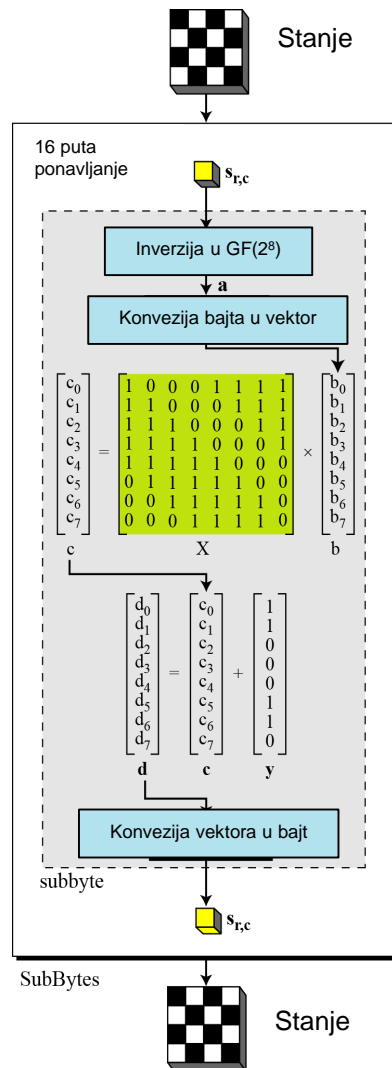 Stanje
16 puta
ponavljanje
s_r,c
Inverzija u GF(2⁸)
a
Konvezija bajta u vektor
c₀ 1 0 0 0 1 1 1 1 b₀
c₁ 1 1 0 0 0 1 1 1 b₁
c₂ 1 1 1 0 0 0 1 1 b₂
c₃ = 1 1 1 1 0 0 0 1 × b₃
c₄ 1 1 1 1 1 0 0 0 b₄
c₅ 0 1 1 1 1 1 0 0 b₅
c₆ 0 0 1 1 1 1 1 0 b₆
c₇ 0 0 0 1 1 1 1 0 b₇
c X b
d₀ c₀ 1
d₁ c₁ 1
d₂ c₂ 0
d₃ = c₃ + 0
d₄ c₄ 0
d₅ c₅ 1
d₆ c₆ 1
d₇ c₇ 0
d c y
Konvezija vektora u bajt
subbyte
s_r,c
SubBytes
Stanje